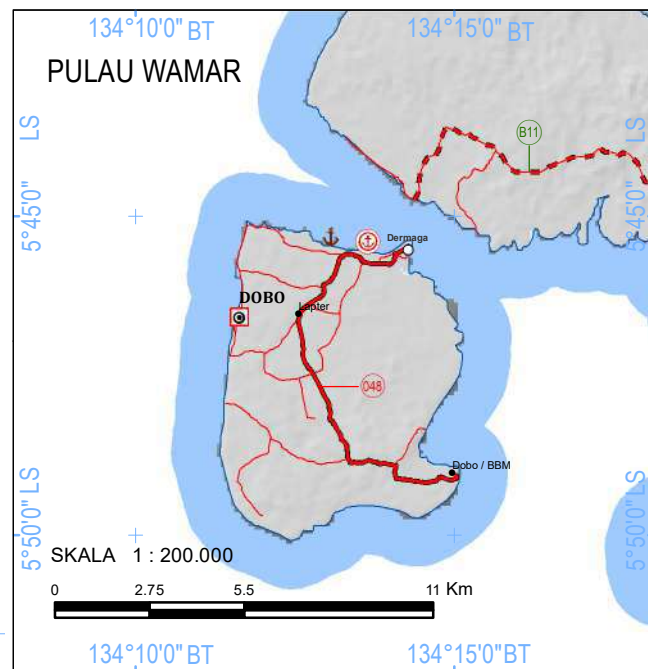 134°10'0" BT
134°15'0" BT
PULAU WAMAR
LS
LS
B11
5°45'0"
5°45'0"
Dermaga
DOBO
Lapter
048
Dobo / BBM
5°50'0" LS
5°50'0" LS
SKALA 1 : 200.000
0 2.75 5.5 11 Km
134°10'0" BT
134°15'0" BT